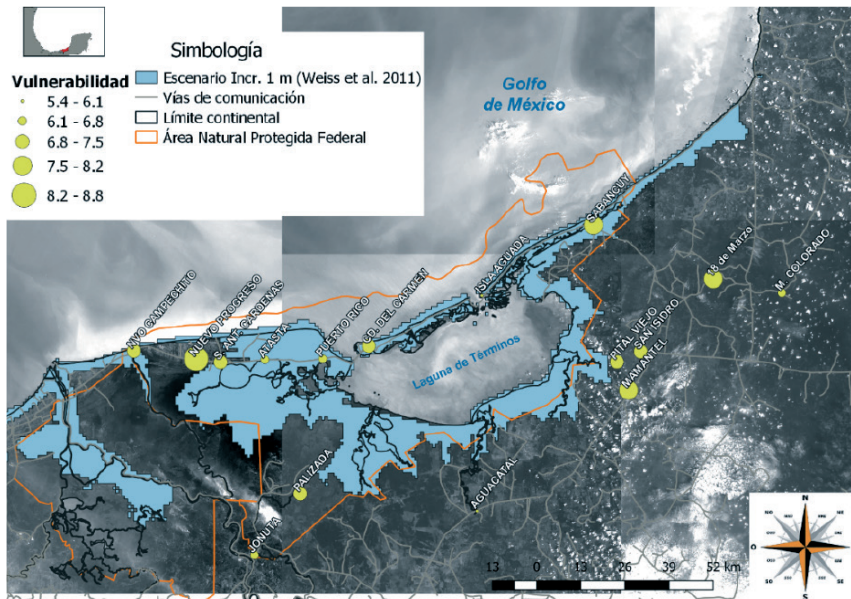 Simbología
Vulnerabilidad
5.4 - 6.1
6.1 - 6.8
6.8 - 7.5
7.5 - 8.2
8.2 - 8.8
Escenario Incr. 1 m (Weiss et al. 2011)
Vías de comunicación
Límite continental
Área Natural Protegida Federal
Golfo
de México
SABANCUY
18 de Marzo
M. COLORADO
ISLA AGUADA
CD. DEL CARMEN
PUERTO RICO
ATASTA
S. ANT. CARDENAS
NUEVO PROGRESO
NVO CAMPECHITO
PITAL VIEJO
SAN ISIDRO
MAMANTEL
Laguna de Términos
PALIZADA
AGUACATAL
JONUTA
13 0 13 26 39 52 km
N
O
E
S